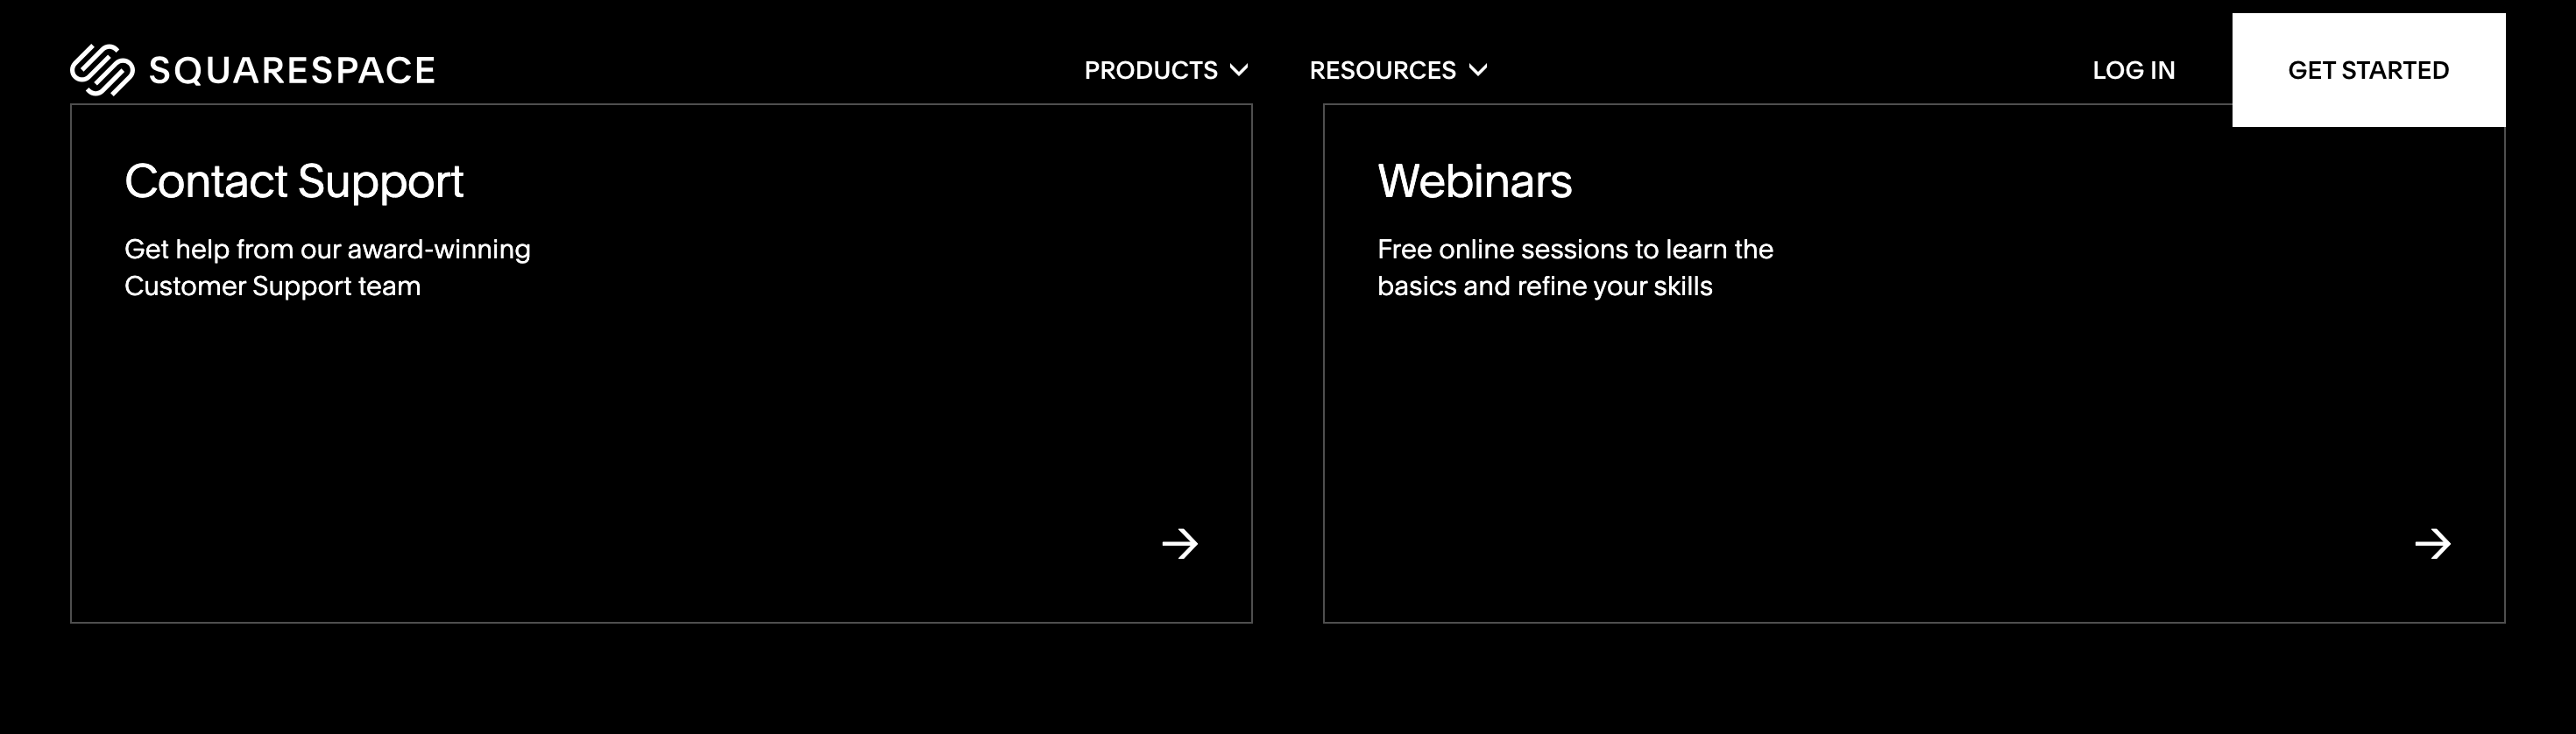 SQUARESPACE
PRODUCTS
RESOURCES
LOG IN
GET STARTED
Contact Support
Get help from our award-winning
Customer Support team
Webinars
Free online sessions to learn the
basics and refine your skills